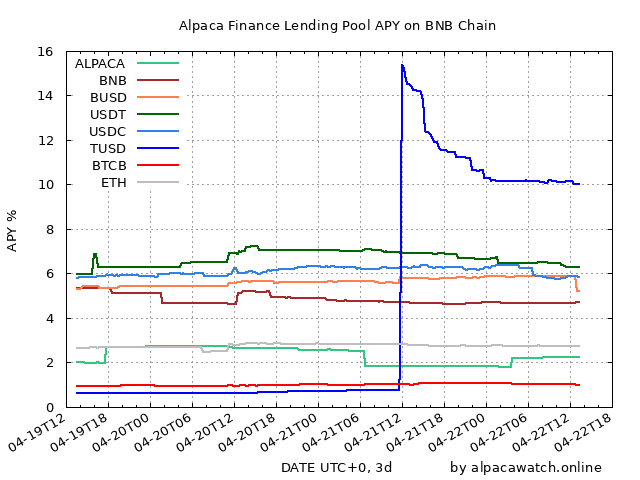 Alpaca Finance Lending Pool APY on BNB Chain
16
14
12
10
8
6
4
2
0
APY %
ALPACA
BNB
BUSD
USDT
USDC
TUSD
BTCB
ETH
04-19T12
04-19T18
04-20T00
04-20T06
04-20T12
04-20T18
04-21T00
04-21T06
04-21T12
04-21T18
04-22T00
04-22T06
04-22T12
04-22T18
DATE UTC+0, 3d
by alpacawatch.online